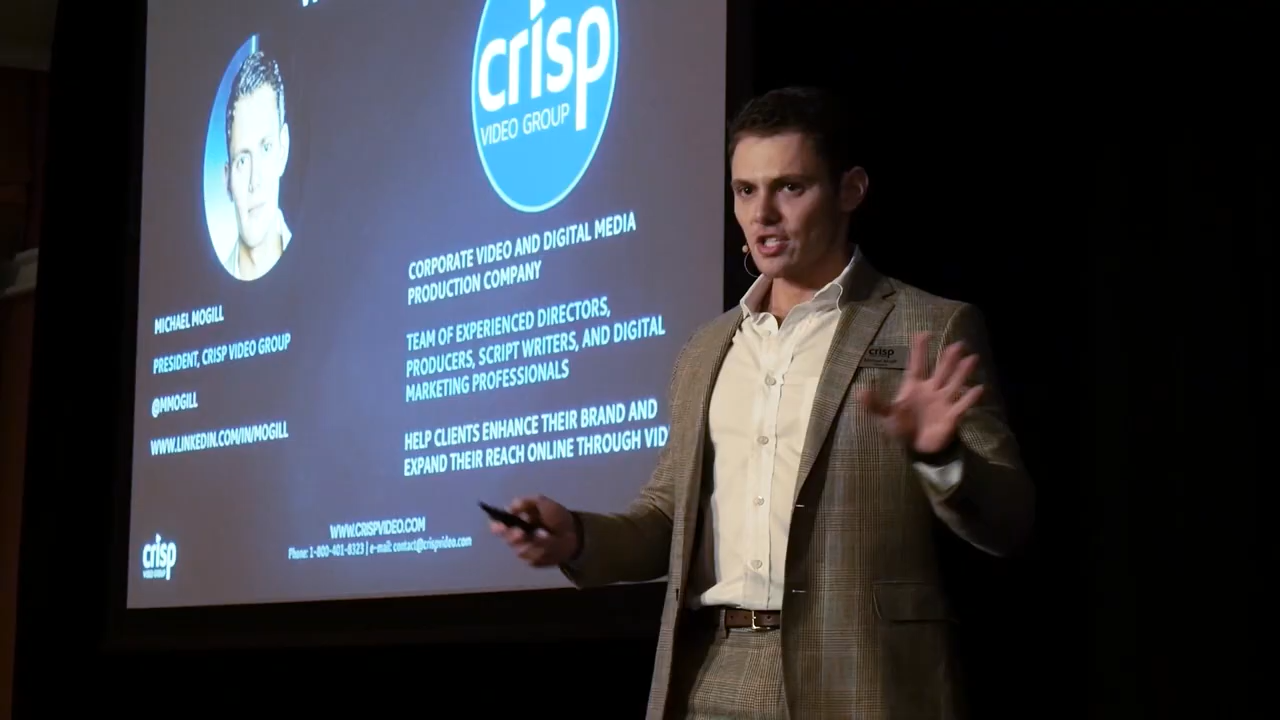 crisp
VIDEO GROUP
MICHAEL MOGILL
PRESIDENT, CRISP VIDEO GROUP
@MMOGILL
WWW.LINKEDIN.COM/IN/MOGILL
CORPORATE VIDEO AND DIGITAL MEDIA
PRODUCTION COMPANY
TEAM OF EXPERIENCED DIRECTORS,
PRODUCERS, SCRIPT WRITERS, AND DIGITAL
MARKETING PROFESSIONALS
HELP CLIENTS ENHANCE THEIR BRAND AND
EXPAND THEIR REACH ONLINE THROUGH VID
WWW.CRISPVIDEO.COM
Phone: 1-800-401-8323 | e-mail: contact@crispvideo.com
crisp
VIDEO GROUP
crisp